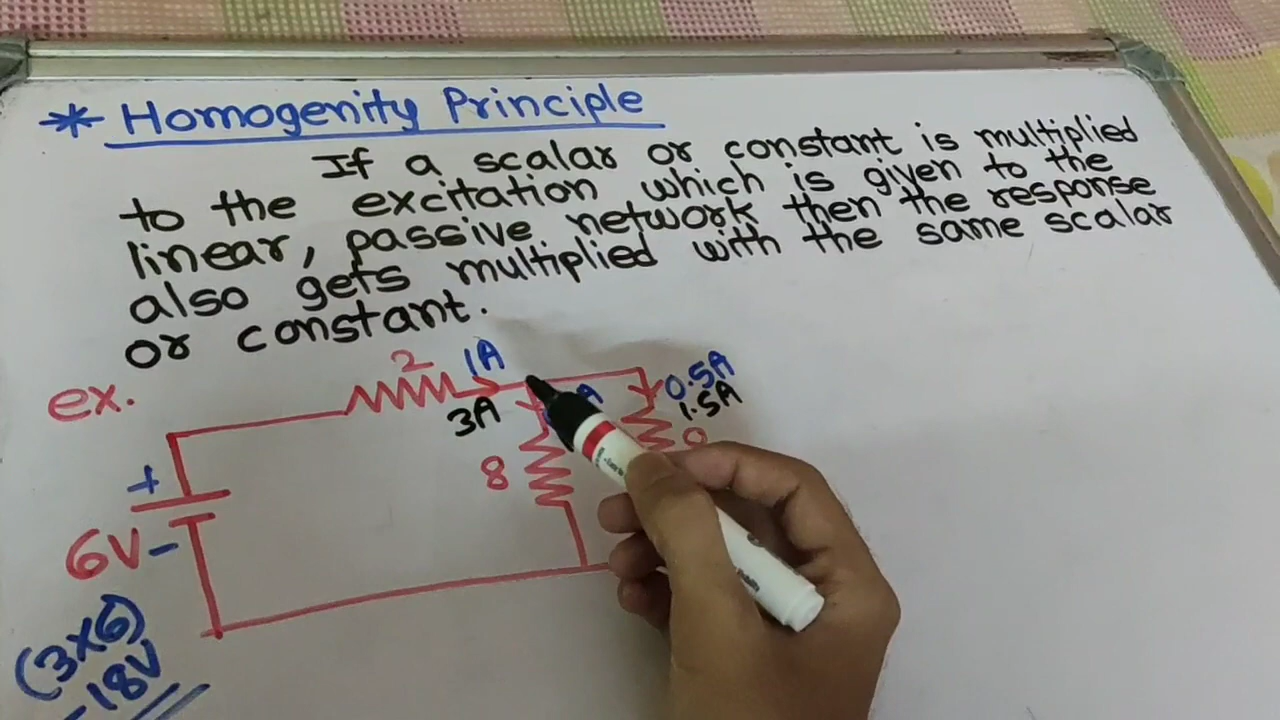 * Homogenity Principle
If a scalar or constant is multiplied
to the excitation which is given to the
linear, passive network then the response
also gets multiplied with the same scalar
or constant.
ex.
2
1A
3A
0.5A
1.5A
8
+
6V
-
(3x6)
18V